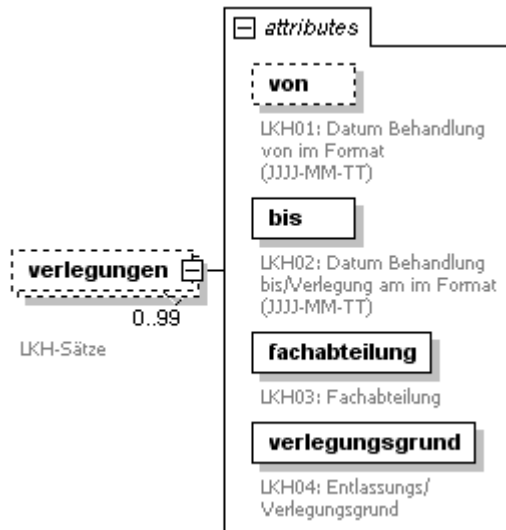 attributes
von
LKH01: Datum Behandlung
von im Format
(JJJJ-MM-TT)
bis
LKH02: Datum Behandlung
bis/Verlegung am im Format
(JJJJ-MM-TT)
verlegungen
0..99
LKH-Sätze
fachabteilung
LKH03: Fachabteilung
verlegungsgrund
LKH04: Entlassungs/
Verlegungsgrund